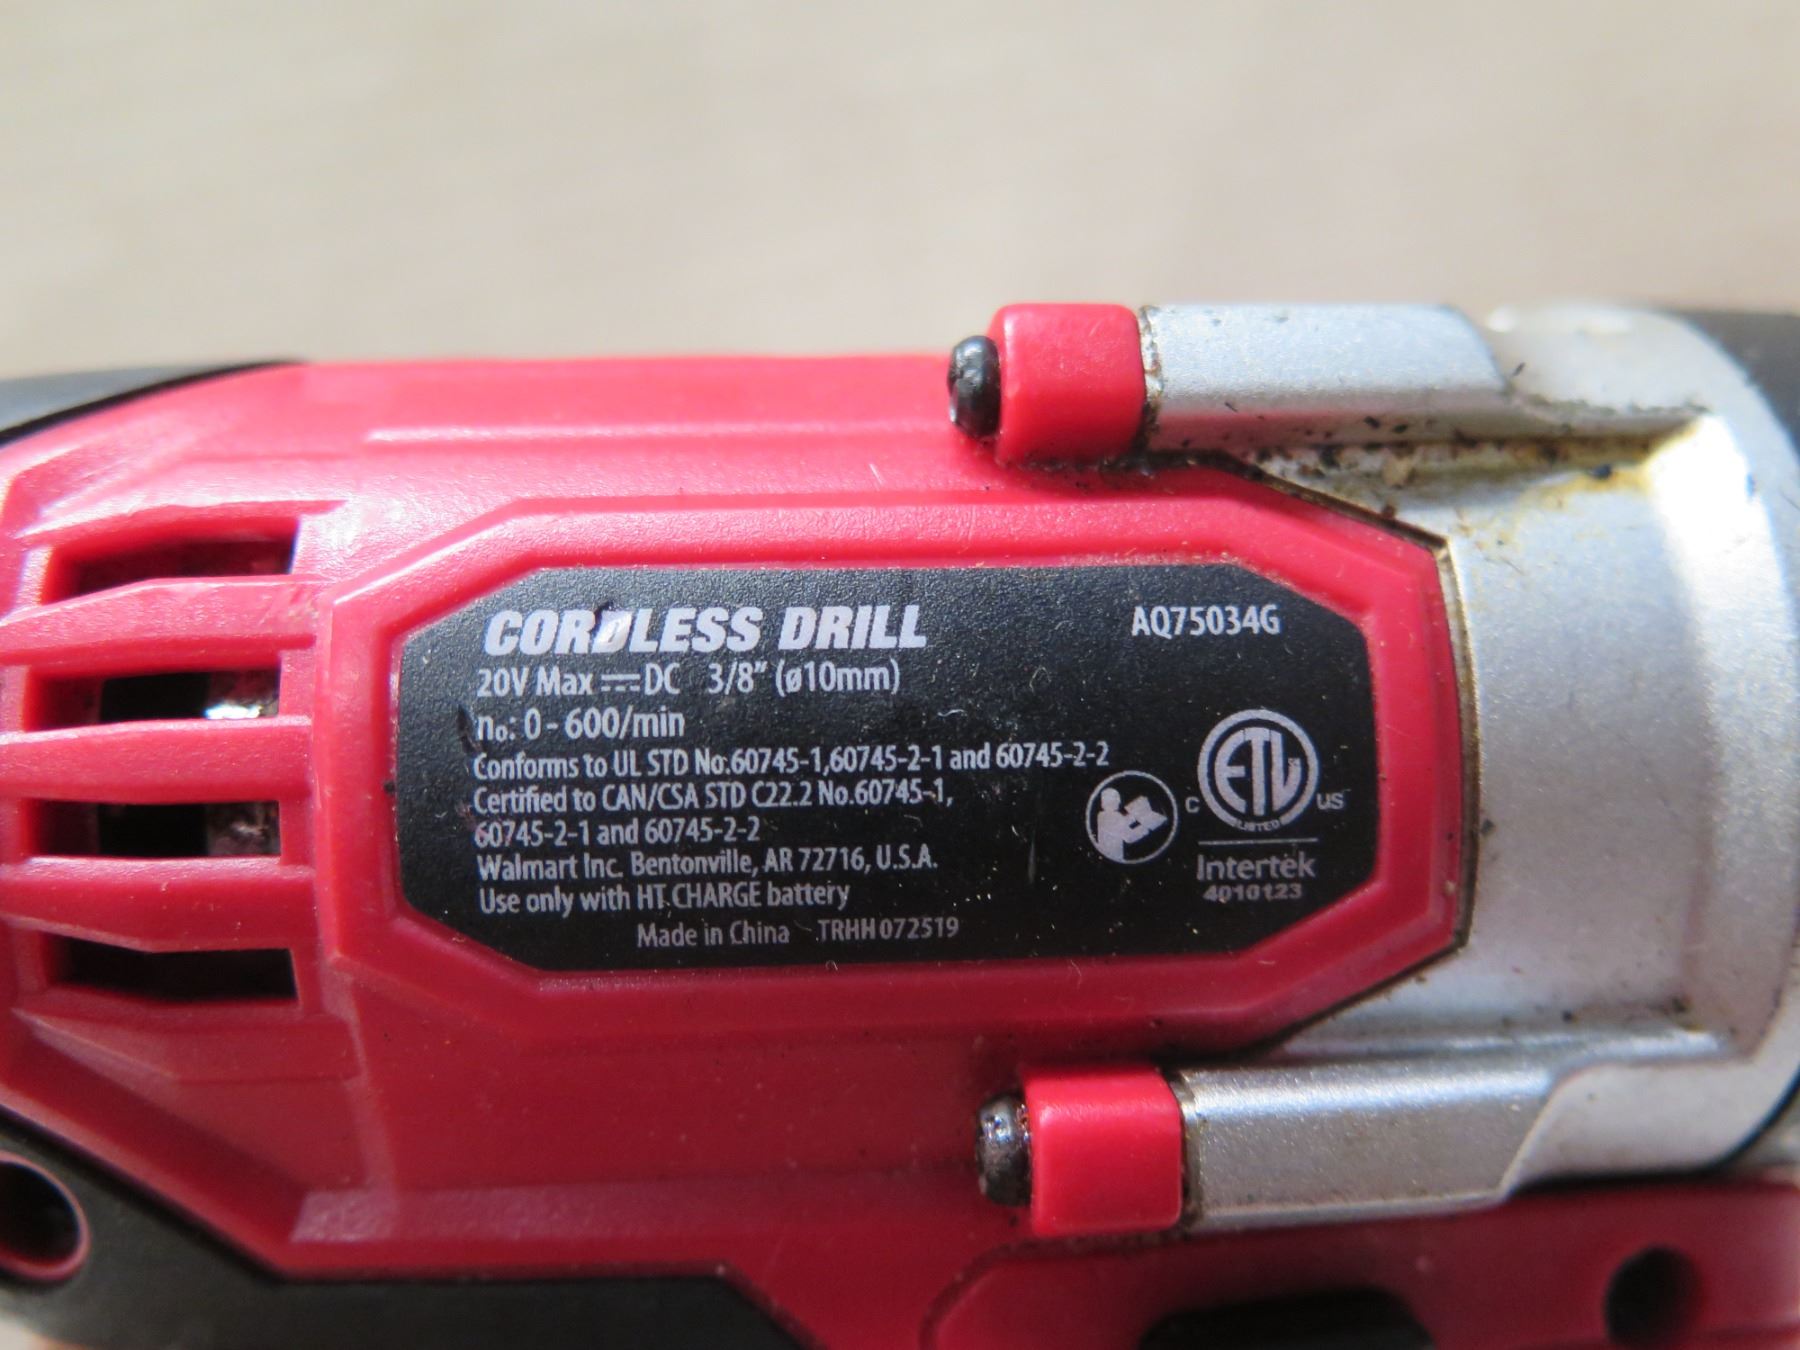 CORDLESS DRILL AQ75034G
20V Max ⎓ DC 3/8" (ø10mm)
n₀: 0 - 600/min
Conforms to UL STD No.60745-1,60745-2-1 and 60745-2-2
Certified to CAN/CSA STD C22.2 No.60745-1,
60745-2-1 and 60745-2-2
Walmart Inc. Bentonville, AR 72716, U.S.A.
Use only with HT CHARGE battery
Made in China TRHH072519
C ETL US
LISTED
Intertek
4010123